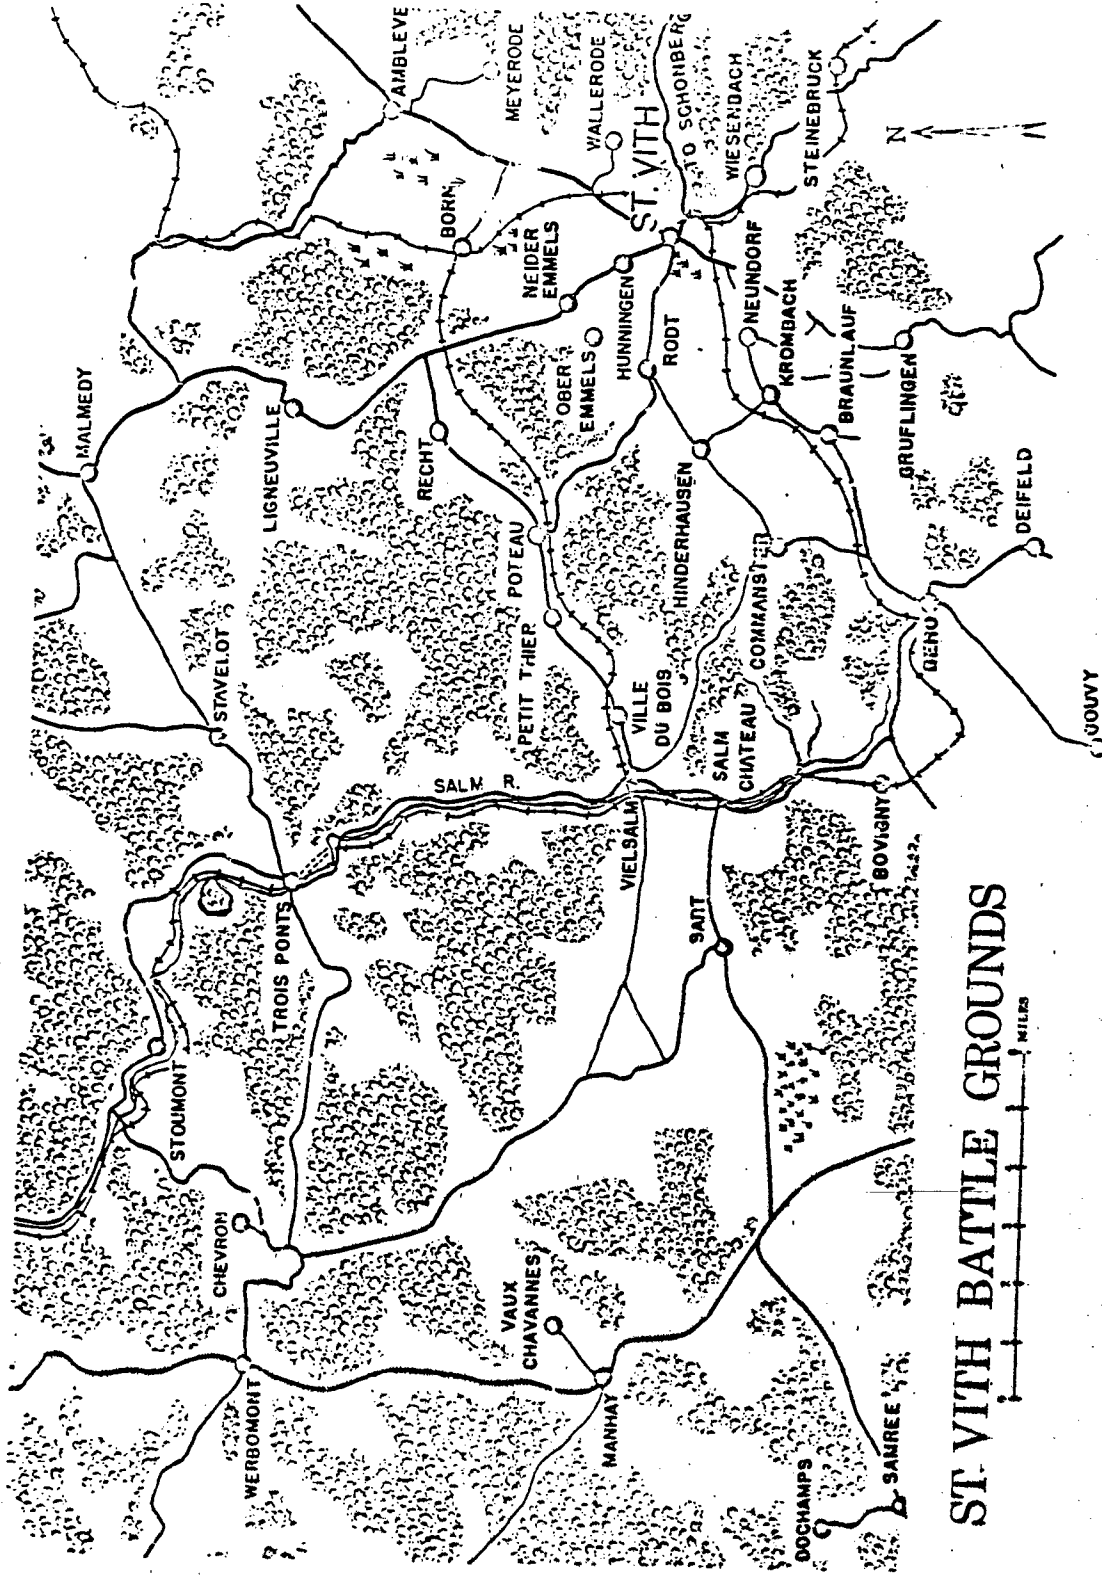 MALMEDY
AMBLEVE
MEYERODE
WALLERODE
ST. VITH
TO SCHONBERG
WIESENBACH
STEINEBRUCK
N
BORN
NEIDER
EMMELS
HUNNINGEN
OBER
EMMELS
RODT
NEUNDORF
KROMBACH
BRAUNLAUF
GRUFLINGEN
DEIFELD
LIGNEUVILLE
RECHT
POTEAU
HINDERHAUSEN
COMMANSTER
STAVELOT
PETIT THIER
VILLE
DU BOIS
SALM
CHATEAU
BEHO
GOUVY
SALM R.
VIELSALM
BOVIGNY
TROIS PONTS
SART
STOUMONT
CHEVRON
VAUX
CHAVANNES
WERBOMONT
MANHAY
DOCHAMPS
SAMREE
ST. VITH BATTLE GROUNDS
MILES